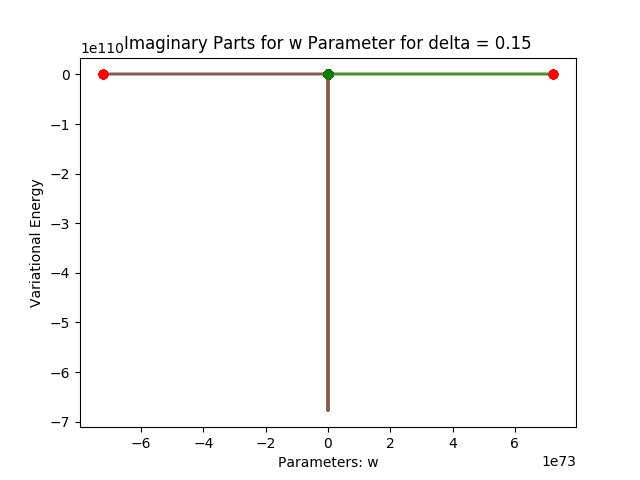 1e110 Imaginary Parts for w Parameter for delta = 0.15
0
−1
−2
−3
−4
−5
−6
−7
Variational Energy
−6 −4 −2 0 2 4 6
1e73
Parameters: w